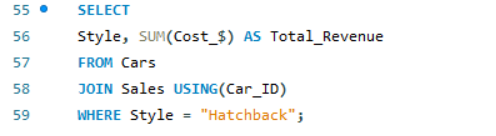 55 SELECT
56 Style, SUM(Cost_$) AS Total_Revenue
57 FROM Cars
58 JOIN Sales USING(Car_ID)
59 WHERE Style = "Hatchback";